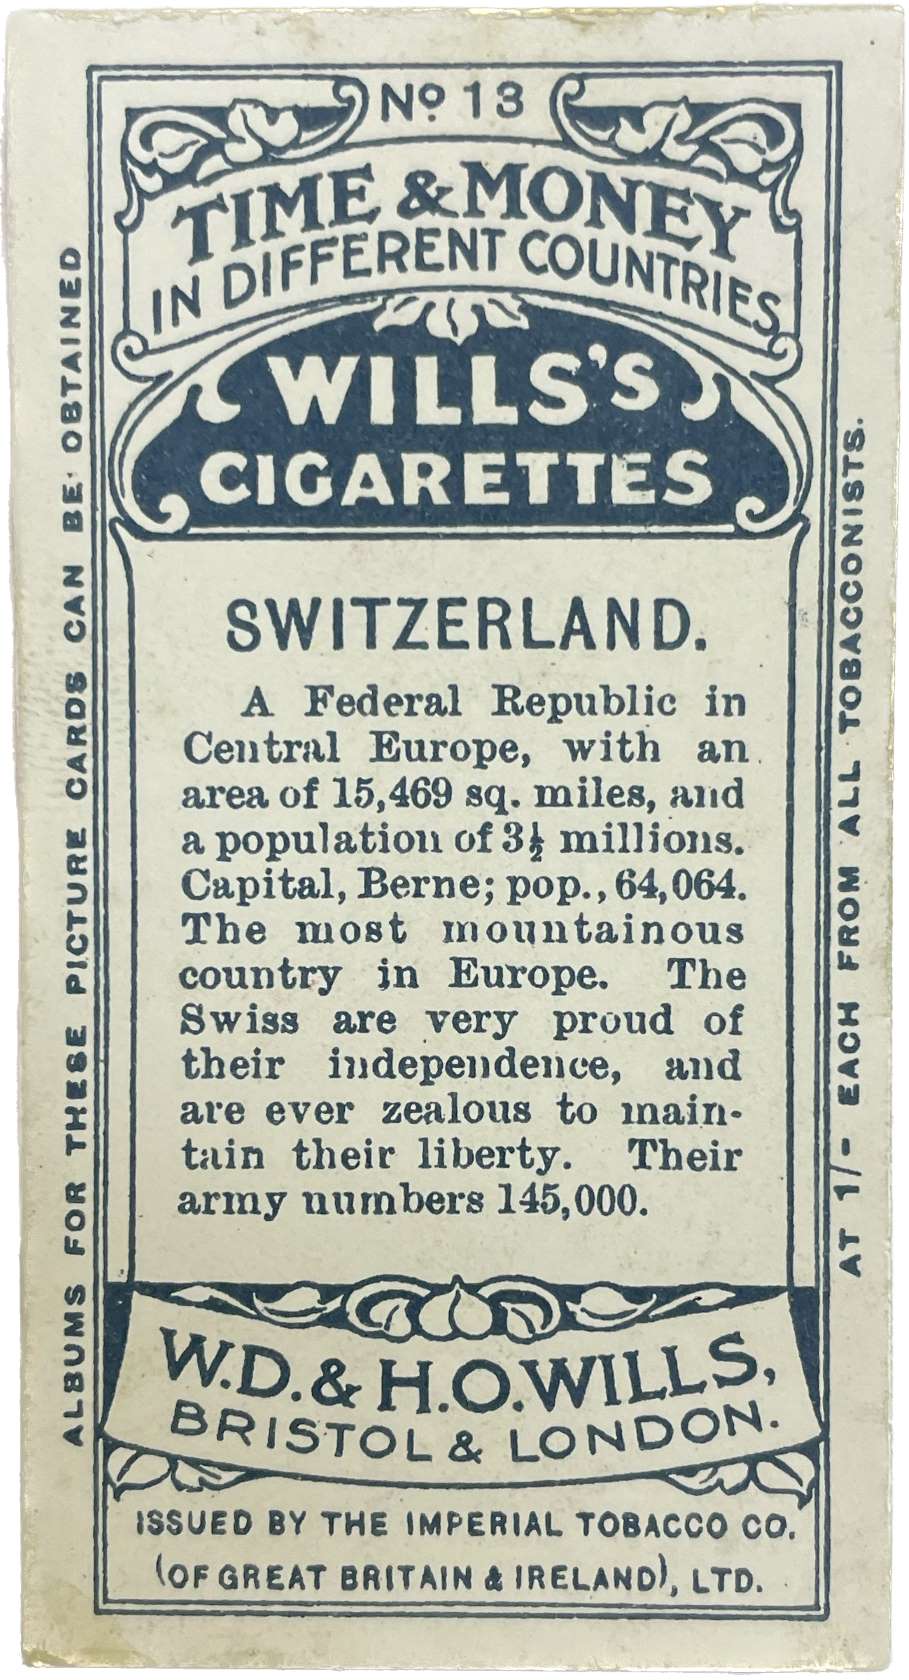 Nº 13
TIME & MONEY
IN DIFFERENT COUNTRIES
WILLS'S
CIGARETTES
SWITZERLAND.
A Federal Republic in
Central Europe, with an
area of 15,469 sq. miles, and
a population of 3½ millions.
Capital, Berne; pop., 64,064.
The most mountainous
country in Europe. The
Swiss are very proud of
their independence, and
are ever zealous to main-
tain their liberty. Their
army numbers 145,000.
W.D. & H.O. WILLS,
BRISTOL & LONDON.
ISSUED BY THE IMPERIAL TOBACCO CO.
(OF GREAT BRITAIN & IRELAND), LTD.
ALBUMS FOR THESE PICTURE CARDS CAN BE OBTAINED
AT 1/- EACH FROM ALL TOBACCONISTS.